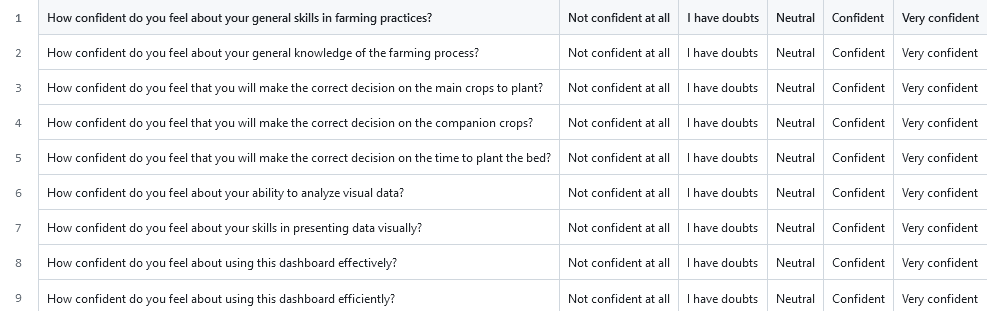 1 How confident do you feel about your general skills in farming practices? Not confident at all I have doubts Neutral Confident Very confident
2 How confident do you feel about your general knowledge of the farming process? Not confident at all I have doubts Neutral Confident Very confident
3 How confident do you feel that you will make the correct decision on the main crops to plant? Not confident at all I have doubts Neutral Confident Very confident
4 How confident do you feel that you will make the correct decision on the companion crops? Not confident at all I have doubts Neutral Confident Very confident
5 How confident do you feel that you will make the correct decision on the time to plant the bed? Not confident at all I have doubts Neutral Confident Very confident
6 How confident do you feel about your ability to analyze visual data? Not confident at all I have doubts Neutral Confident Very confident
7 How confident do you feel about your skills in presenting data visually? Not confident at all I have doubts Neutral Confident Very confident
8 How confident do you feel about using this dashboard effectively? Not confident at all I have doubts Neutral Confident Very confident
9 How confident do you feel about using this dashboard efficiently? Not confident at all I have doubts Neutral Confident Very confident